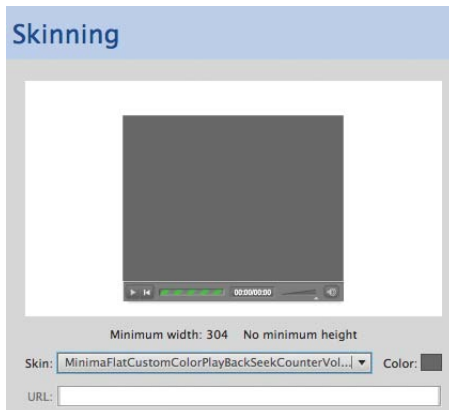 Skinning
00:00/00:00
Minimum width: 304 No minimum height
Skin: MinimaFlatCustomColorPlayBackSeekCounterVol... Color:
URL: